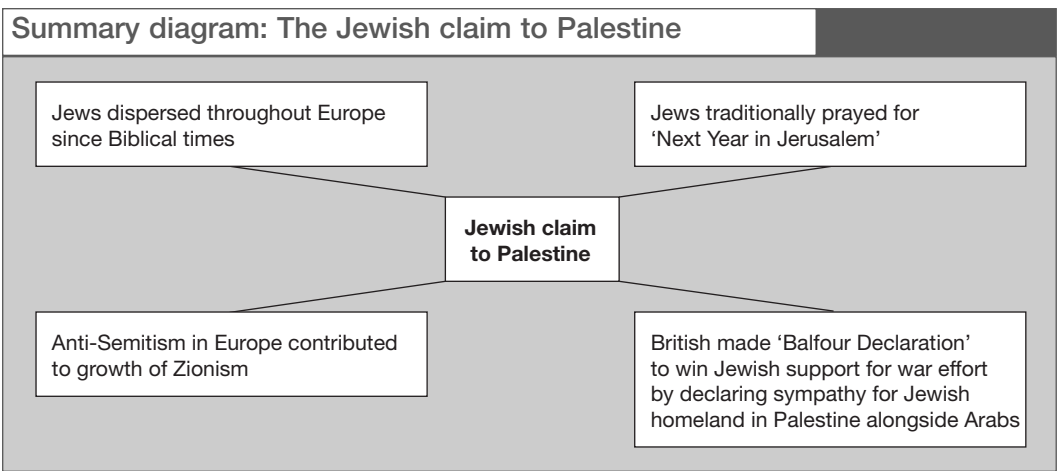 Summary diagram: The Jewish claim to Palestine
Jews dispersed throughout Europe
since Biblical times
Jews traditionally prayed for
‘Next Year in Jerusalem’
Jewish claim
to Palestine
Anti-Semitism in Europe contributed
to growth of Zionism
British made ‘Balfour Declaration’
to win Jewish support for war effort
by declaring sympathy for Jewish
homeland in Palestine alongside Arabs